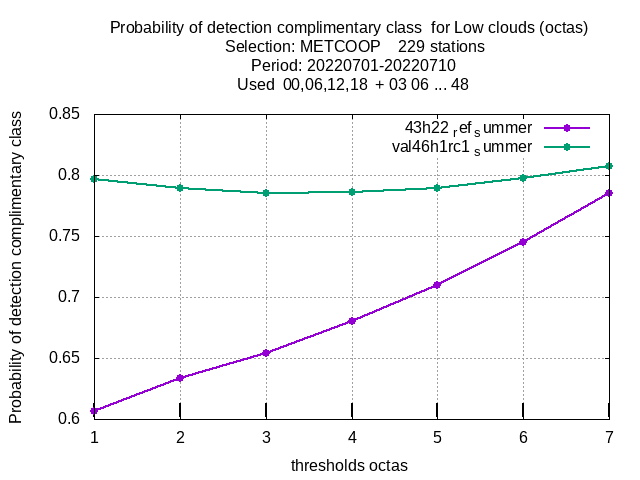 Probability of detection complimentary class  for Low clouds (octas)
Selection: METCOOP    229 stations
Period: 20220701-20220710
Used  00,06,12,18  + 03 06 ... 48
Probability of detection complimentary class
0.85
0.8
0.75
0.7
0.65
0.6
43h22 ref summer
val46h1rc1 summer
1 2 3 4 5 6 7
thresholds octas